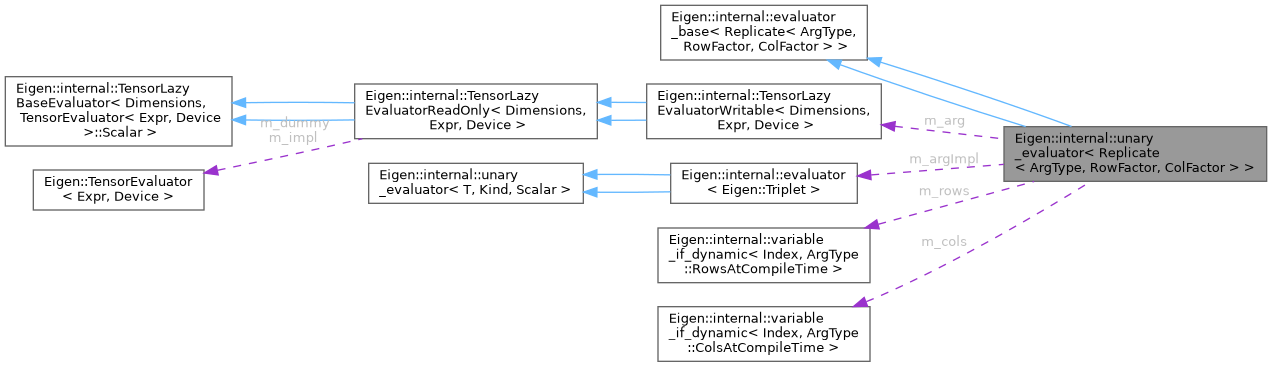 Eigen::internal::evaluator
_base< Replicate< ArgType,
RowFactor, ColFactor > >
Eigen::internal::TensorLazy
BaseEvaluator< Dimensions,
TensorEvaluator< Expr, Device
>::Scalar >
Eigen::internal::TensorLazy
EvaluatorReadOnly< Dimensions,
Expr, Device >
Eigen::internal::TensorLazy
EvaluatorWritable< Dimensions,
Expr, Device >
m_dummy
m_impl
m_arg
Eigen::internal::unary
_evaluator< Replicate
< ArgType, RowFactor, ColFactor > >
Eigen::TensorEvaluator
< Expr, Device >
Eigen::internal::unary
_evaluator< T, Kind, Scalar >
Eigen::internal::evaluator
< Eigen::Triplet >
m_argImpl
m_rows
Eigen::internal::variable
_if_dynamic< Index, ArgType
::RowsAtCompileTime >
m_cols
Eigen::internal::variable
_if_dynamic< Index, ArgType
::ColsAtCompileTime >